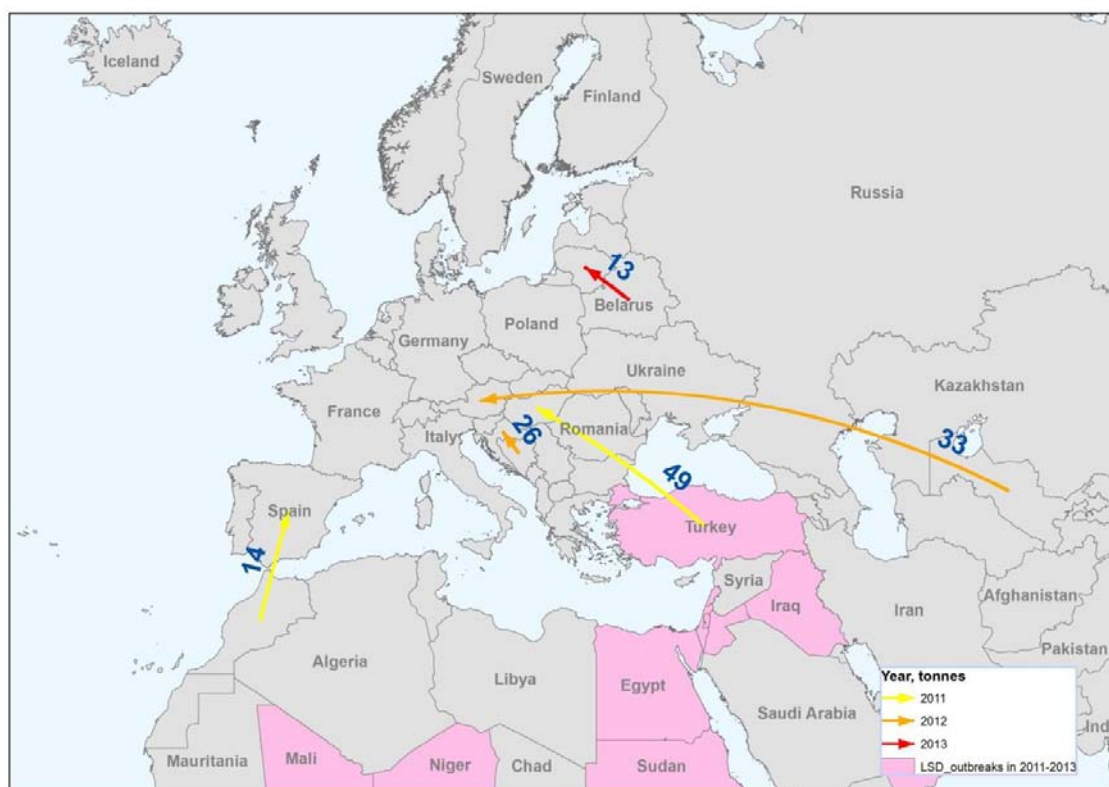 Iceland
Sweden
Finland
Russia
13
Belarus
Poland
Germany
Ukraine
Kazakhstan
France
Italy
26
Romania
33
49
Spain
Turkey
14
Syria
Iraq
Iran
Afghanistan
Pakistan
Algeria
Libya
Egypt
Saudi Arabia
Ind
Mauritania
Mali
Niger
Chad
Sudan
Year, tonnes
2011
2012
2013
LSD_outbreaks in 2011-2013